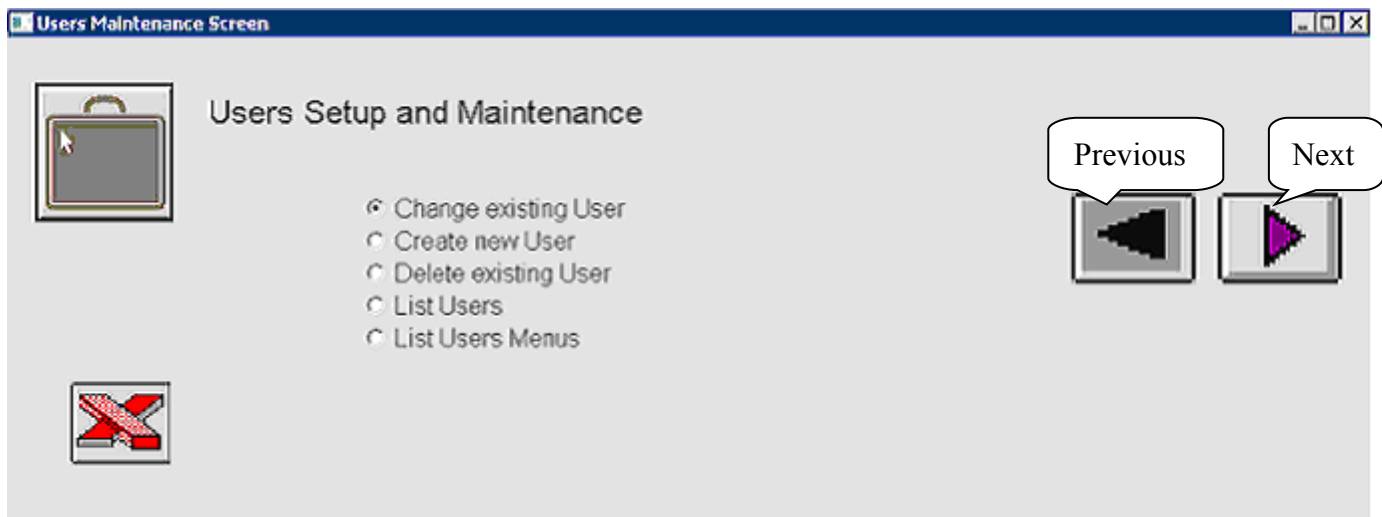 Users Maintenance Screen
Users Setup and Maintenance
Previous
Next
Change existing User
Create new User
Delete existing User
List Users
List Users Menus